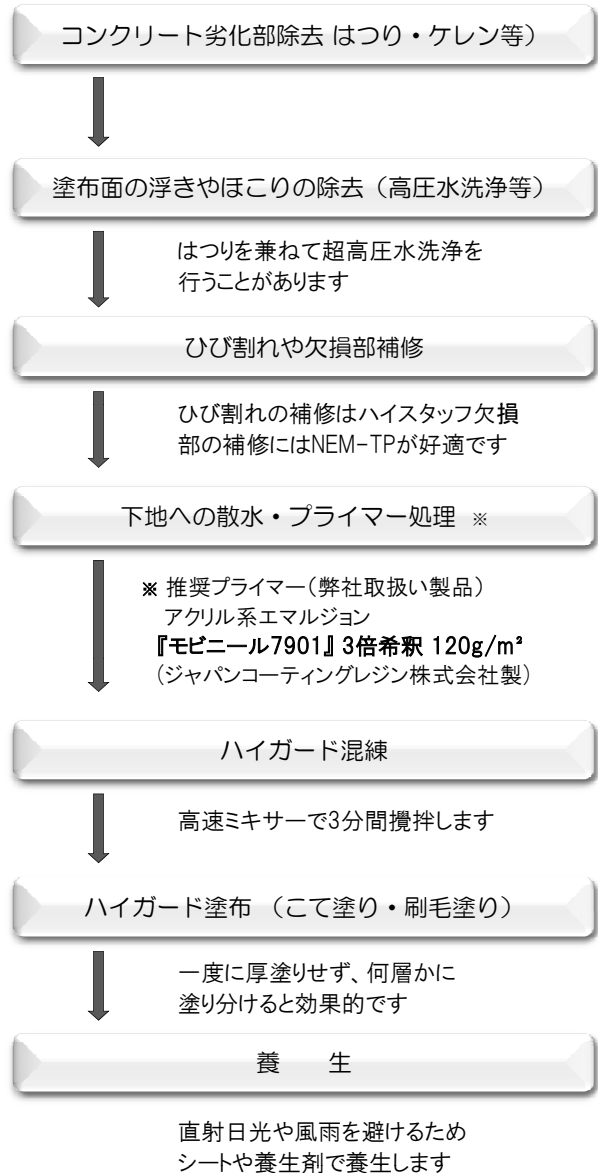 コンクリート劣化部除去 はつり・ケレン等）
塗布面の浮きやほこりの除去（高圧水洗浄等）
はつりを兼ねて超高圧水洗浄を
行うことがあります
ひび割れや欠損部補修
ひび割れの補修はハイスタッフ欠損
部の補修にはNEM-TPが好適です
下地への散水・プライマー処理 ※
※ 推奨プライマー（弊社取扱い製品）
アクリル系エマルジョン
『モビニール7901』 3倍希釈 120g/m²
（ジャパンコーティングレジン株式会社製）
ハイガード混練
高速ミキサーで3分間攪拌します
ハイガード塗布 （こて塗り・刷毛塗り）
一度に厚塗りせず、何層かに
塗り分けると効果的です
養　　生
直射日光や風雨を避けるため
シートや養生剤で養生します